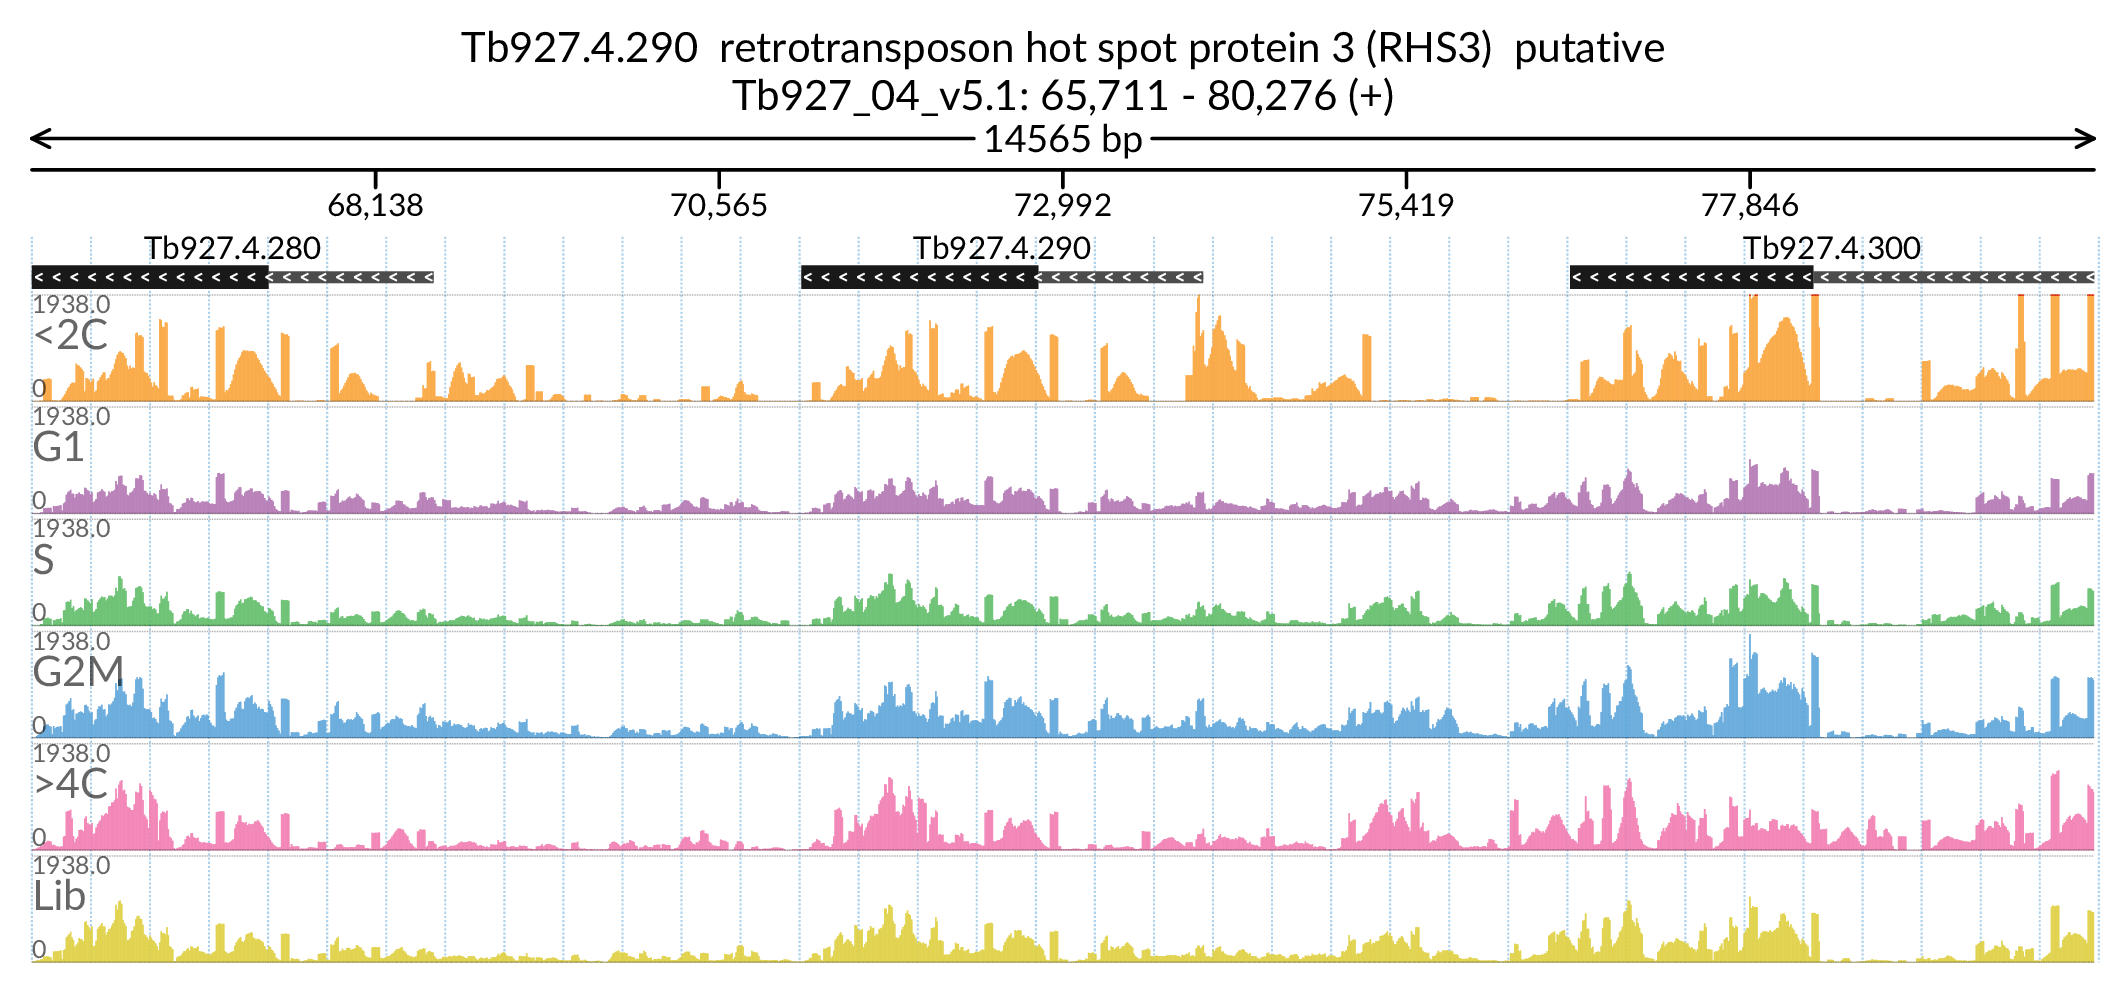 Tb927.4.290 retrotransposon hot spot protein 3 (RHS3) putative
Tb927_04_v5.1: 65,711 - 80,276 (+)
14565 bp
68,138 70,565 72,992 75,419 77,846
Tb927.4.280 Tb927.4.290 Tb927.4.300
1938.0
<2C
0
1938.0
G1
0
1938.0
S
0
1938.0
G2M
0
1938.0
>4C
0
1938.0
Lib
0